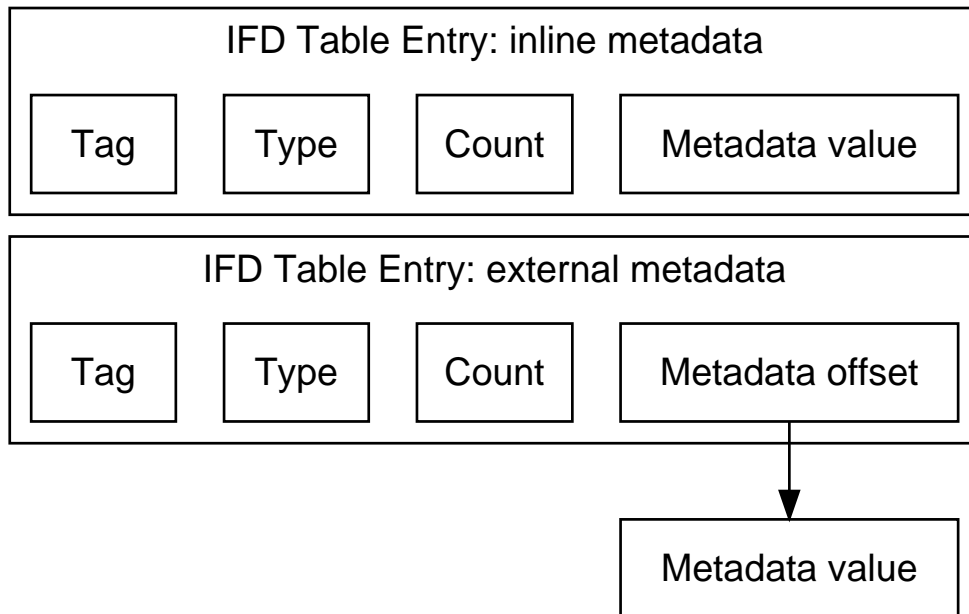 IFD Table Entry: inline metadata
Tag Type Count Metadata value
IFD Table Entry: external metadata
Tag Type Count Metadata offset
Metadata value